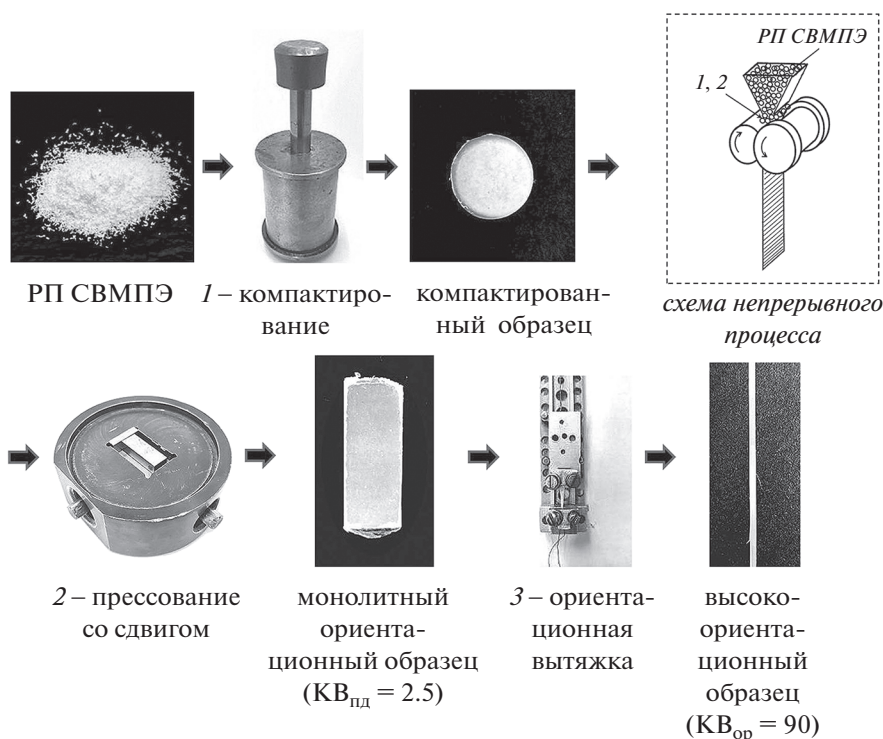 РП СВМПЭ
1, 2
РП СВМПЭ
1 – компактиро-
вание
компактирован-
ный образец
схема непрерывного
процесса
2 – прессование
со сдвигом
монолитный
ориента-
ционный образец
(КВпд = 2.5)
3 – ориента-
ционная
вытяжка
высоко-
ориента-
ционный
образец
(КВор = 90)